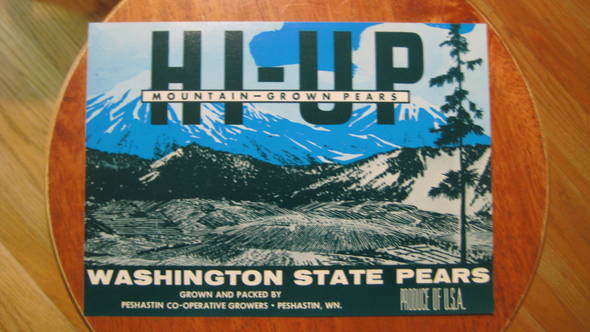 HI-UP
MOUNTAIN-GROWN PEARS
WASHINGTON STATE PEARS
GROWN AND PACKED BY
PESHASTIN CO-OPERATIVE GROWERS • PESHASTIN, WN.
PRODUCE OF U.S.A.